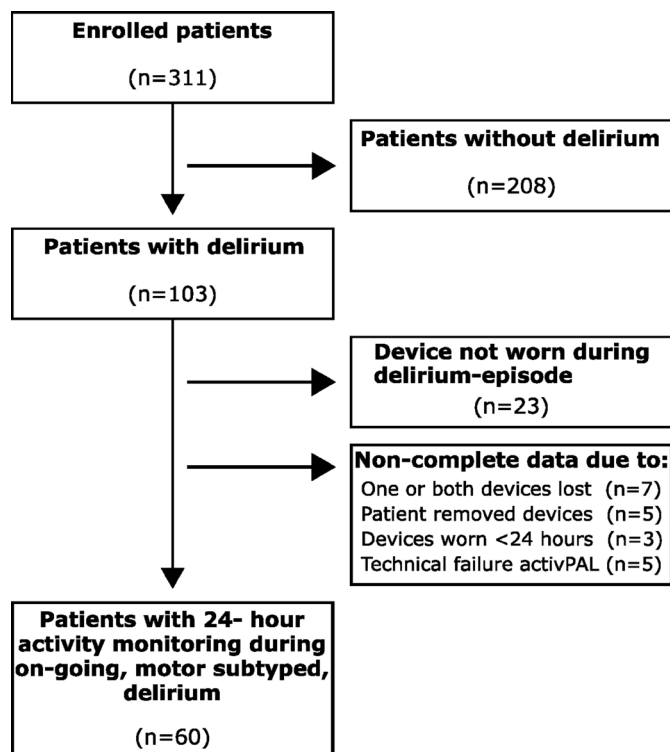 Enrolled patients
(n=311)
Patients without delirium
(n=208)
Patients with delirium
(n=103)
Device not worn during
delirium-episode
(n=23)
Non-complete data due to:
One or both devices lost (n=7)
Patient removed devices (n=5)
Devices worn <24 hours (n=3)
Technical failure activPAL (n=5)
Patients with 24- hour
activity monitoring during
on-going, motor subtyped,
delirium
(n=60)